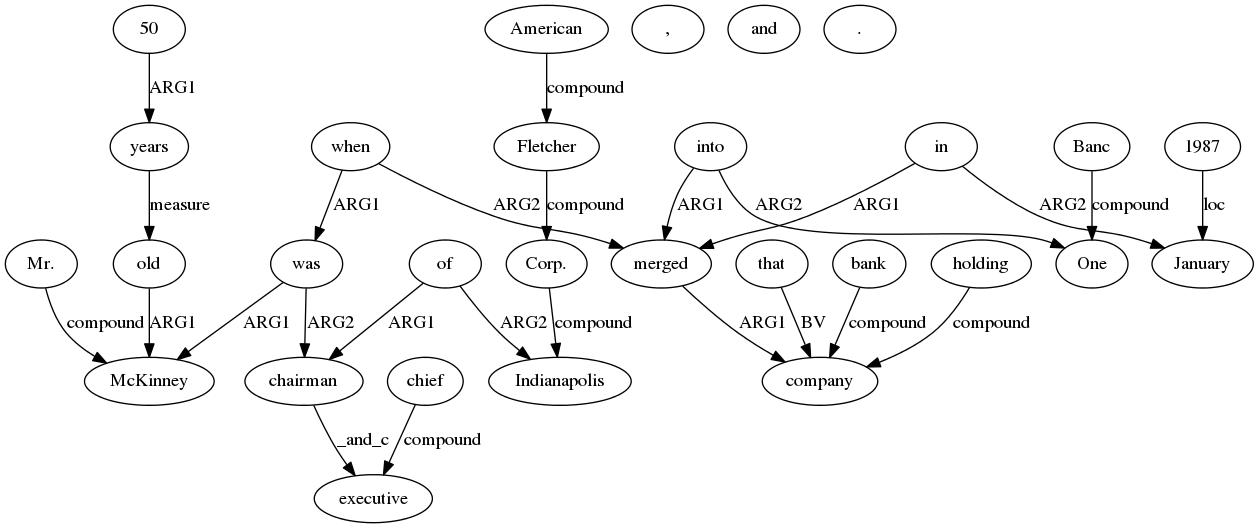 50 American , and .
ARG1 compound
years when Fletcher into in Banc 1987
measure ARG1 ARG2 compound ARG1 ARG2 ARG1 ARG2 compound loc
Mr. old was of Corp. merged that bank holding One January
compound ARG1 ARG1 ARG2 ARG1 ARG2 compound ARG1 BV compound compound
McKinney chairman chief Indianapolis company
_and_c compound
executive